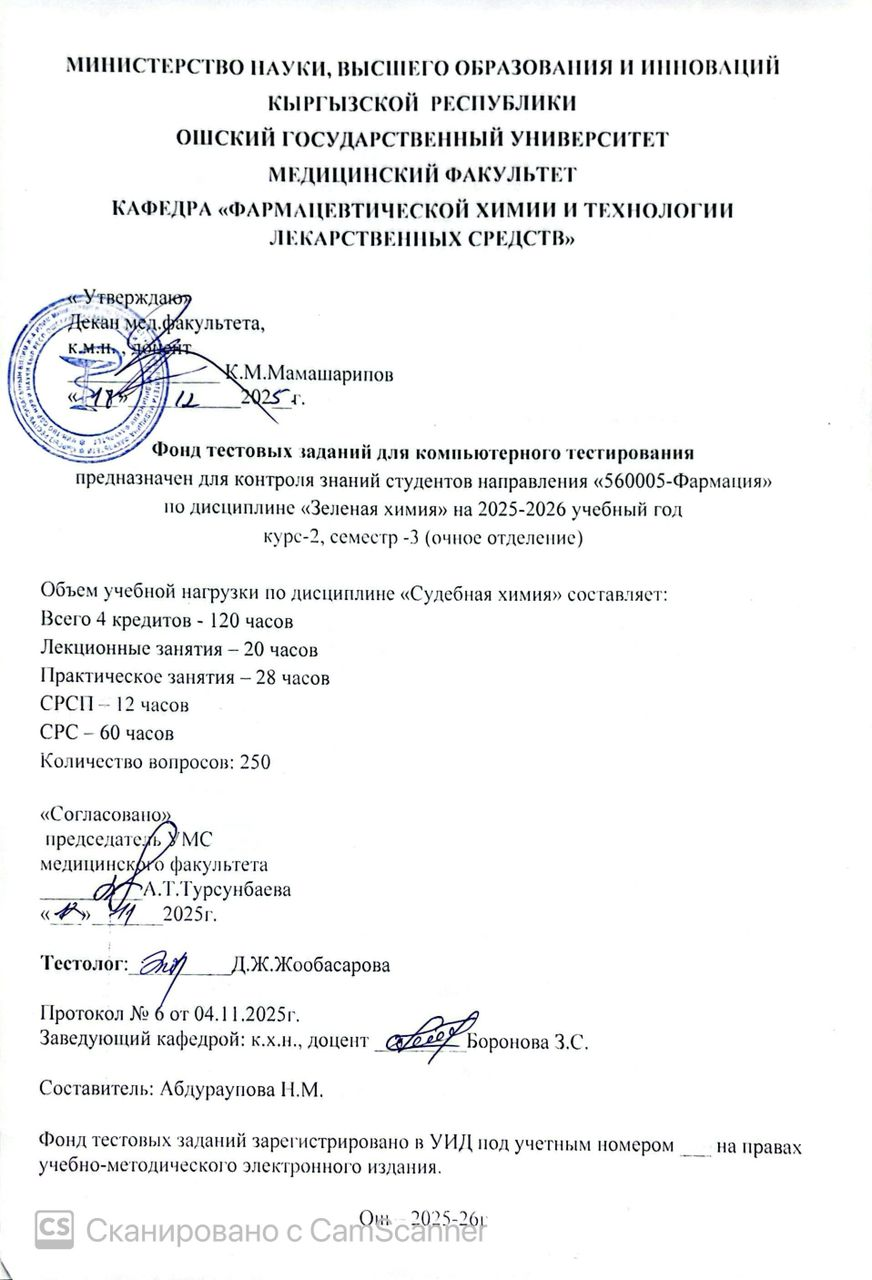 МИНИСТЕРСТВО НАУКИ, ВЫСШЕГО ОБРАЗОВАНИЯ И ИННОВАЦИЙ
КЫРГЫЗСКОЙ РЕСПУБЛИКИ
ОШСКИЙ ГОСУДАРСТВЕННЫЙ УНИВЕРСИТЕТ
МЕДИЦИНСКИЙ ФАКУЛЬТЕТ
КАФЕДРА «ФАРМАЦЕВТИЧЕСКОЙ ХИМИИ И ТЕХНОЛОГИИ
ЛЕКАРСТВЕННЫХ СРЕДСТВ»
« Утверждаю»
Декан мед.факультета,
к.м.н. , доцент
______________ К.М.Мамашарипов
« 18 » 12 2025 г.
Фонд тестовых заданий для компьютерного тестирования
предназначен для контроля знаний студентов направления «560005-Фармация»
по дисциплине «Зеленая химия» на 2025-2026 учебный год
курс-2, семестр -3 (очное отделение)
Объем учебной нагрузки по дисциплине «Судебная химия» составляет:
Всего 4 кредитов - 120 часов
Лекционные занятия – 20 часов
Практическое занятия – 28 часов
СРСП – 12 часов
СРС – 60 часов
Количество вопросов: 250
«Согласовано»
председатель УМС
медицинского факультета
__________А.Т.Турсунбаева
« » 11 2025г.
Тестолог:__________Д.Ж.Жообасарова
Протокол № 6 от 04.11.2025г.
Заведующий кафедрой: к.х.н., доцент _________Боронова З.С.
Составитель: Абдураупова Н.М.
Фонд тестовых заданий зарегистрировано в УИД под учетным номером ___ на правах
учебно-методического электронного издания.
Ош – 2025-26г
CS Сканировано с CamScanner